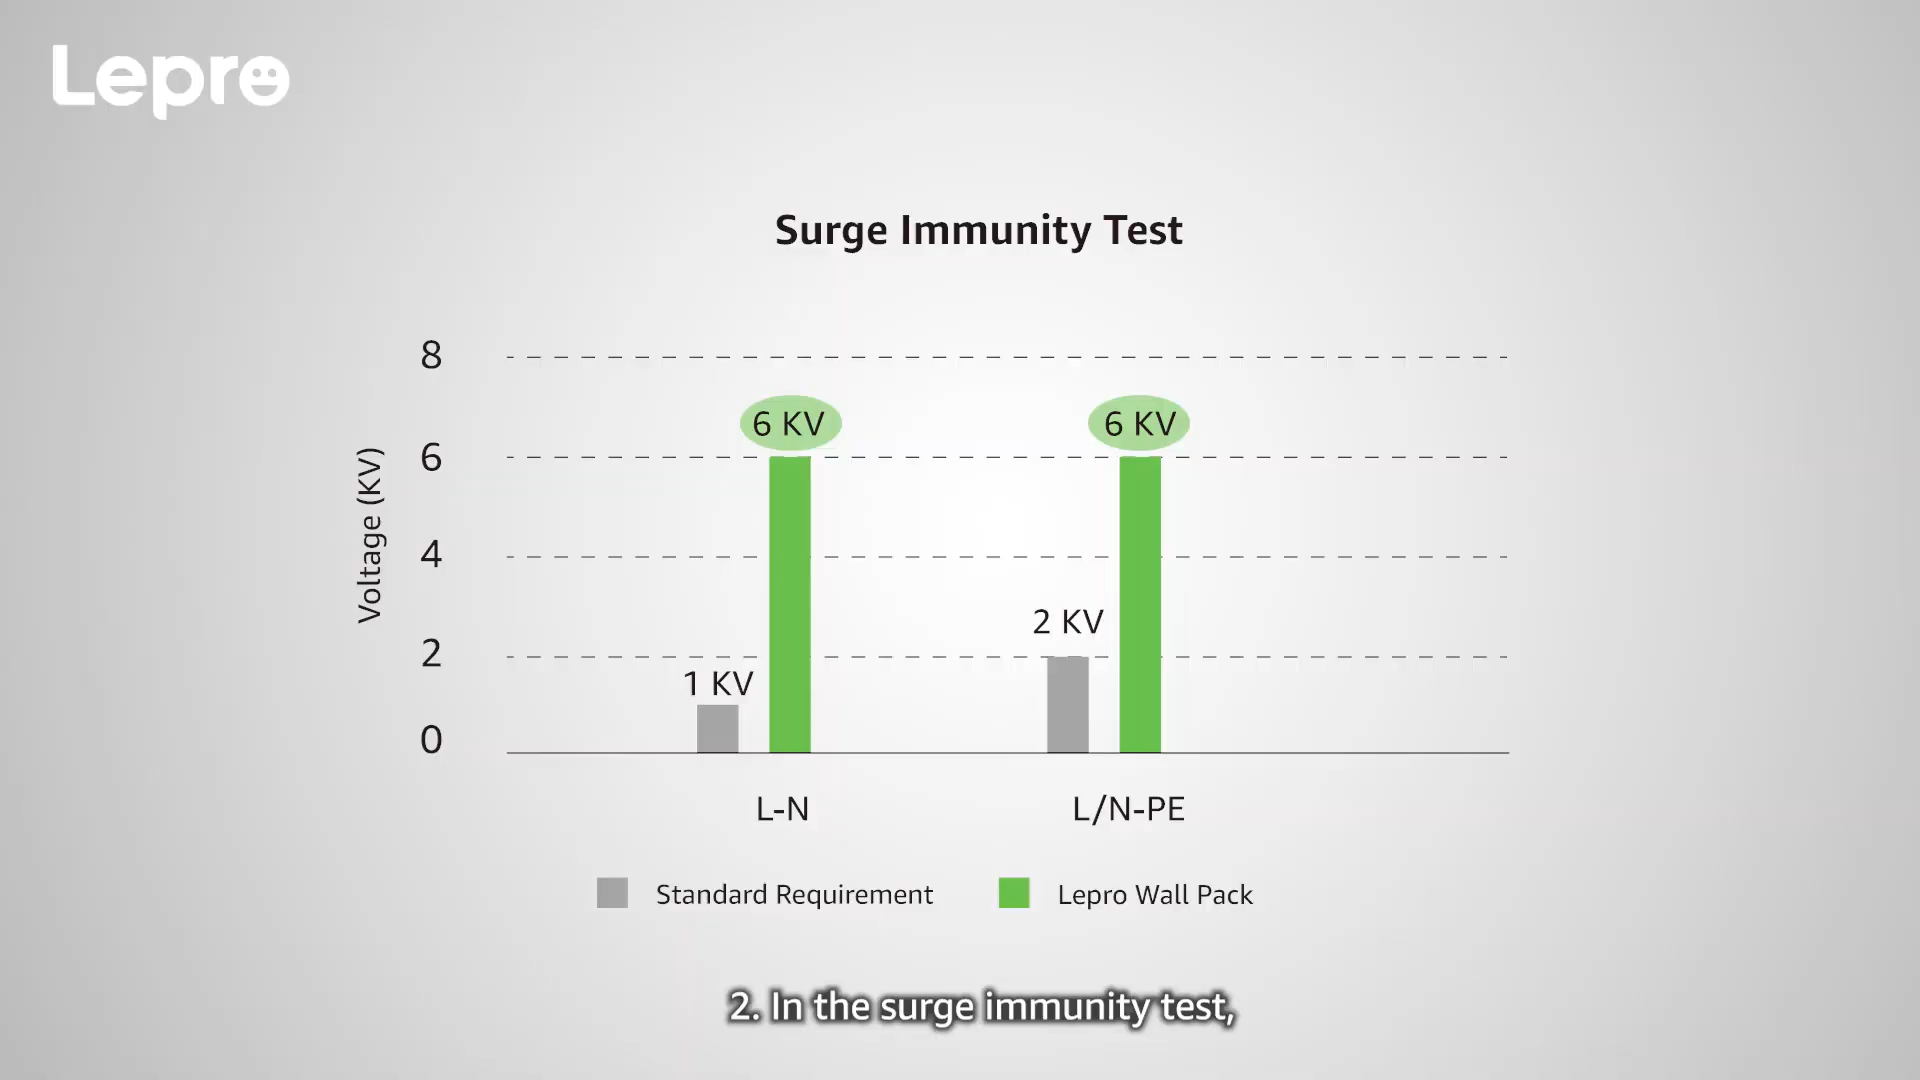 Lepro
Surge Immunity Test
8
6 KV 6 KV
6
Voltage (KV)
4
2 KV
2
1 KV
0
L-N L/N-PE
Standard Requirement Lepro Wall Pack
2. In the surge immunity test,